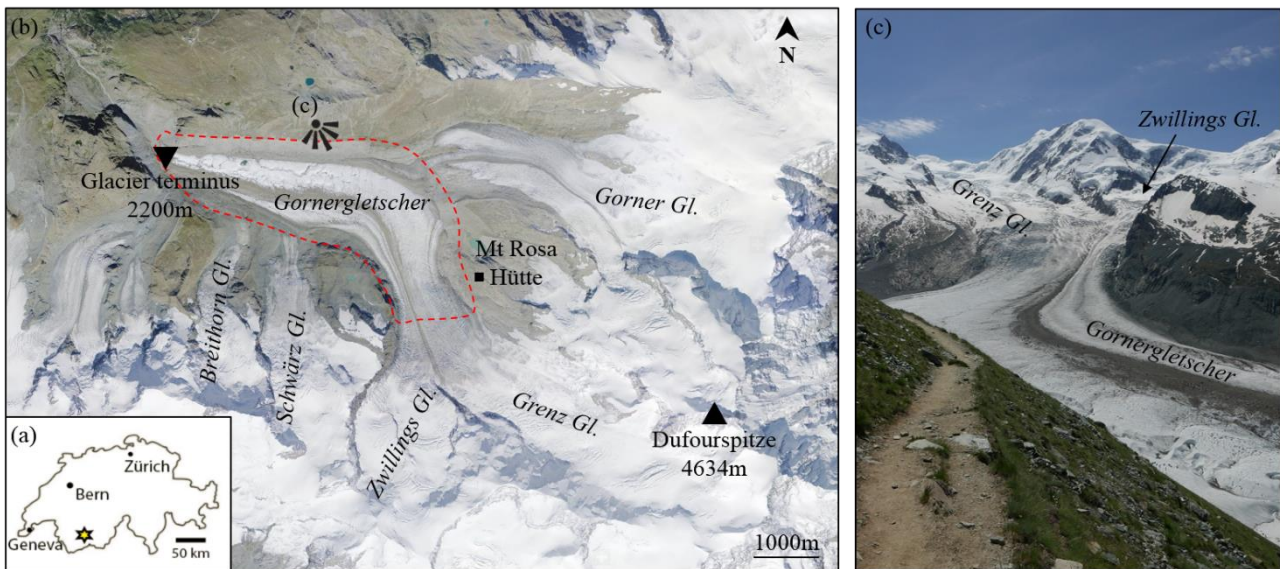 (b)
N
(c)
Glacier terminus
2200m
Gornergletscher
Gorner Gl.
Mt Rosa
Hütte
Breithorn Gl.
Schwärz Gl.
Zwillings Gl.
Grenz Gl.
Dufourspitze
4634m
1000m
(a)
Zürich
Bern
Geneva
50 km
(c)
Zwillings Gl.
Grenz Gl.
Gornergletscher